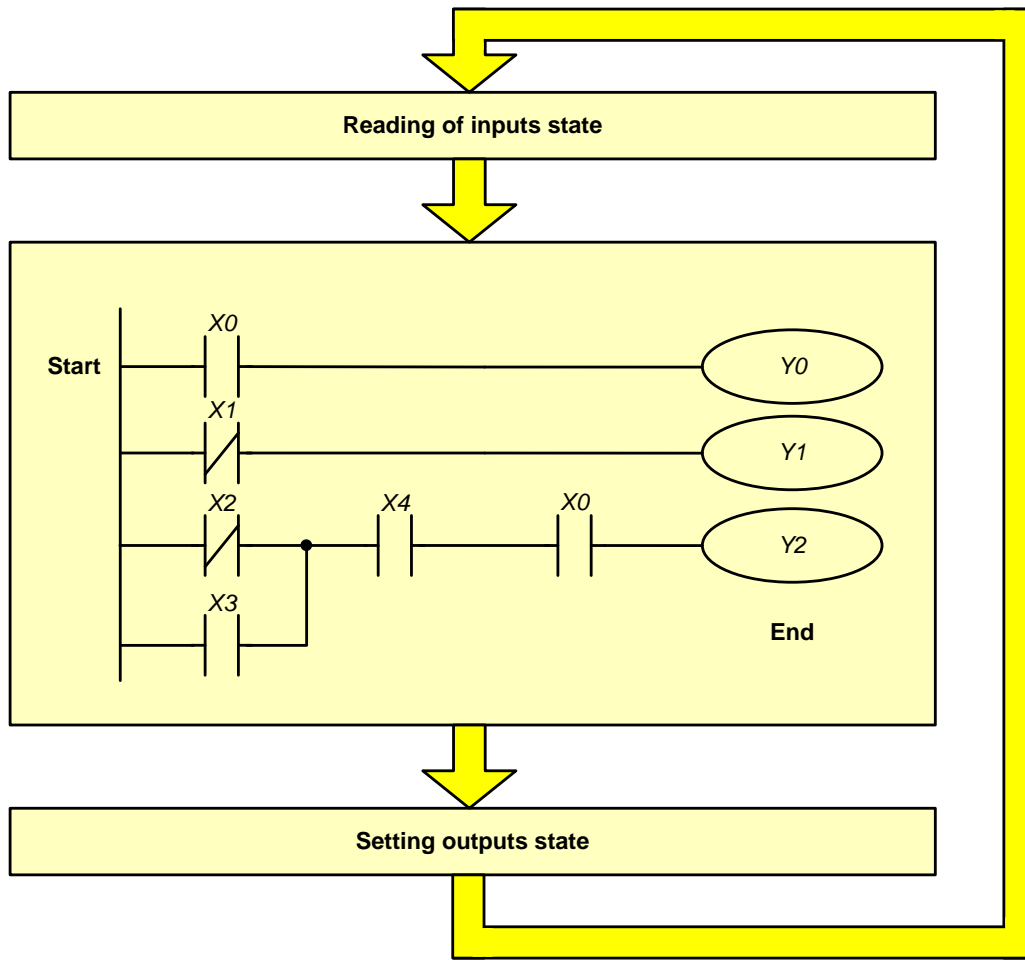 Reading of inputs state
X0
Start
Y0
X1
Y1
X2
X4
X0
Y2
X3
End
Setting outputs state